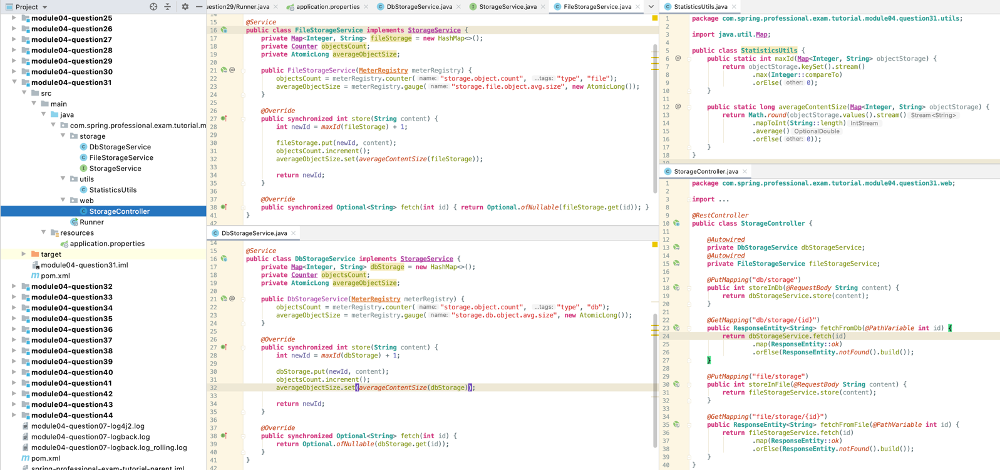 Project
module04-question25
module04-question26
module04-question27
module04-question28
module04-question29
module04-question30
module04-question31
src
main
java
com.spring.professional.exam.tutorial.m
storage
DbStorageService
FileStorageService
StorageService
utils
StatisticsUtils
web
StorageController
Runner
resources
application.properties
target
module04-question31.iml
pom.xml
module04-question32
module04-question33
module04-question34
module04-question35
module04-question36
module04-question37
module04-question38
module04-question39
module04-question40
module04-question41
module04-question42
module04-question43
module04-question44
module04-question07-log4j2.log
module04-question07-logback.log
module04-question07-logback.log_rolling.log
pom.xml
spring-professional-exam-tutorial-parent.iml
uestion29/Runner.java application.properties DbStorageService.java StorageService.java FileStorageService.java
14
15 @Service
16 public class FileStorageService implements StorageService {
17 private Map<Integer, String> fileStorage = new HashMap<>();
18 private Counter objectsCount;
19 private AtomicLong averageObjectSize;
20
21 @ public FileStorageService(MeterRegistry meterRegistry) {
22 objectsCount = meterRegistry.counter( name: "storage.object.count", ...tags: "type", "file");
23 averageObjectSize = meterRegistry.gauge( name: "storage.file.object.avg.size", new AtomicLong());
24 }
25
26 @Override
27 public synchronized int store(String content) {
28 int newId = maxId(fileStorage) + 1;
29
30 fileStorage.put(newId, content);
31 objectsCount.increment();
32 averageObjectSize.set(averageContentSize(fileStorage));
33
34 return newId;
35 }
36
37 @Override
38 public synchronized Optional<String> fetch(int id) { return Optional.ofNullable(fileStorage.get(id)); }
41 }
42
DbStorageService.java
14
15 @Service
16 public class DbStorageService implements StorageService {
17 private Map<Integer, String> dbStorage = new HashMap<>();
18 private Counter objectsCount;
19 private AtomicLong averageObjectSize;
20
21 @ public DbStorageService(MeterRegistry meterRegistry) {
22 objectsCount = meterRegistry.counter( name: "storage.object.count", ...tags: "type", "db");
23 averageObjectSize = meterRegistry.gauge( name: "storage.db.object.avg.size", new AtomicLong());
24 }
25
26 @Override
27 public synchronized int store(String content) {
28 int newId = maxId(dbStorage) + 1;
29
30 dbStorage.put(newId, content);
31 objectsCount.increment();
32 averageObjectSize.set(averageContentSize(dbStorage));
33
34 return newId;
35 }
36
37 @Override
38 public synchronized Optional<String> fetch(int id) {
39 return Optional.ofNullable(dbStorage.get(id));
40 }
41 }
42
StatisticsUtils.java
1 package com.spring.professional.exam.tutorial.module04.question31.utils;
2
3 import java.util.Map;
4
5 public class StatisticsUtils {
6 @ public static int maxId(Map<Integer, String> objectStorage) {
7 return objectStorage.keySet().stream()
8 .max(Integer::compareTo)
9 .orElse( other: 0);
10 }
11
12 @ public static long averageContentSize(Map<Integer, String> objectStorage) {
13 return Math.round(objectStorage.values().stream() Stream<String>
14 .mapToInt(String::length) IntStream
15 .average() OptionalDouble
16 .orElse( other: 0));
17 }
18 }
19
StorageController.java
1 package com.spring.professional.exam.tutorial.module04.question31.web;
2
3 import ...
8
9 @RestController
10 public class StorageController {
11
12 @Autowired
13 private DbStorageService dbStorageService;
14 @Autowired
15 private FileStorageService fileStorageService;
16
17 @PutMapping("db/storage")
18 public int storeInDb(@RequestBody String content) {
19 return dbStorageService.store(content);
20 }
21
22 @GetMapping("db/storage/{id}")
23 public ResponseEntity<String> fetchFromDb(@PathVariable int id) {
24 return dbStorageService.fetch(id)
25 .map(ResponseEntity::ok)
26 .orElse(ResponseEntity.notFound().build());
27 }
28
29 @PutMapping("file/storage")
30 public int storeInFile(@RequestBody String content) {
31 return fileStorageService.store(content);
32 }
33
34 @GetMapping("file/storage/{id}")
35 public ResponseEntity<String> fetchFromFile(@PathVariable int id) {
36 return fileStorageService.fetch(id)
37 .map(ResponseEntity::ok)
38 .orElse(ResponseEntity.notFound().build());
39 }
40 }